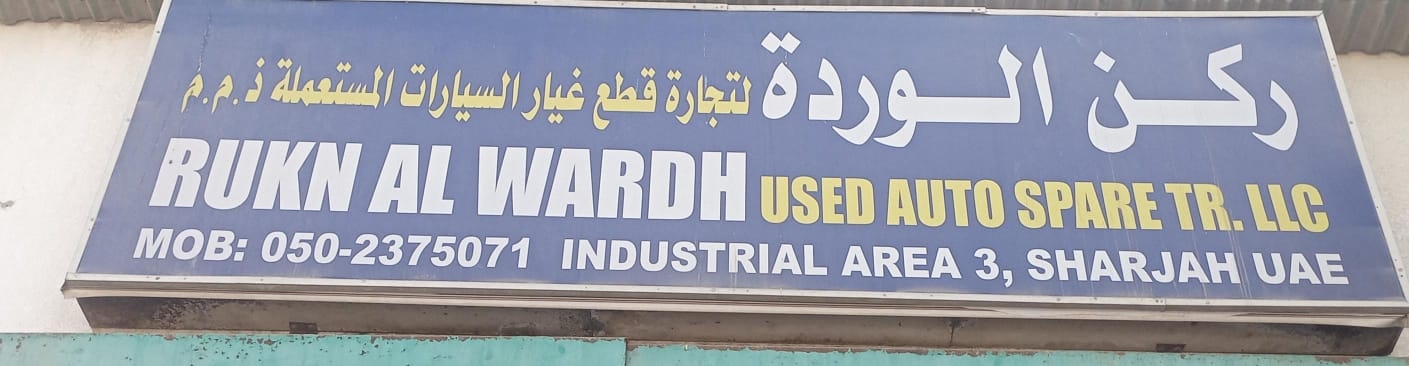 ركن الوردة لتجارة قطع غيار السيارات المستعملة ذ.م.م
RUKN AL WARDH USED AUTO SPARE TR. LLC
MOB: 050-2375071 INDUSTRIAL AREA 3, SHARJAH UAE